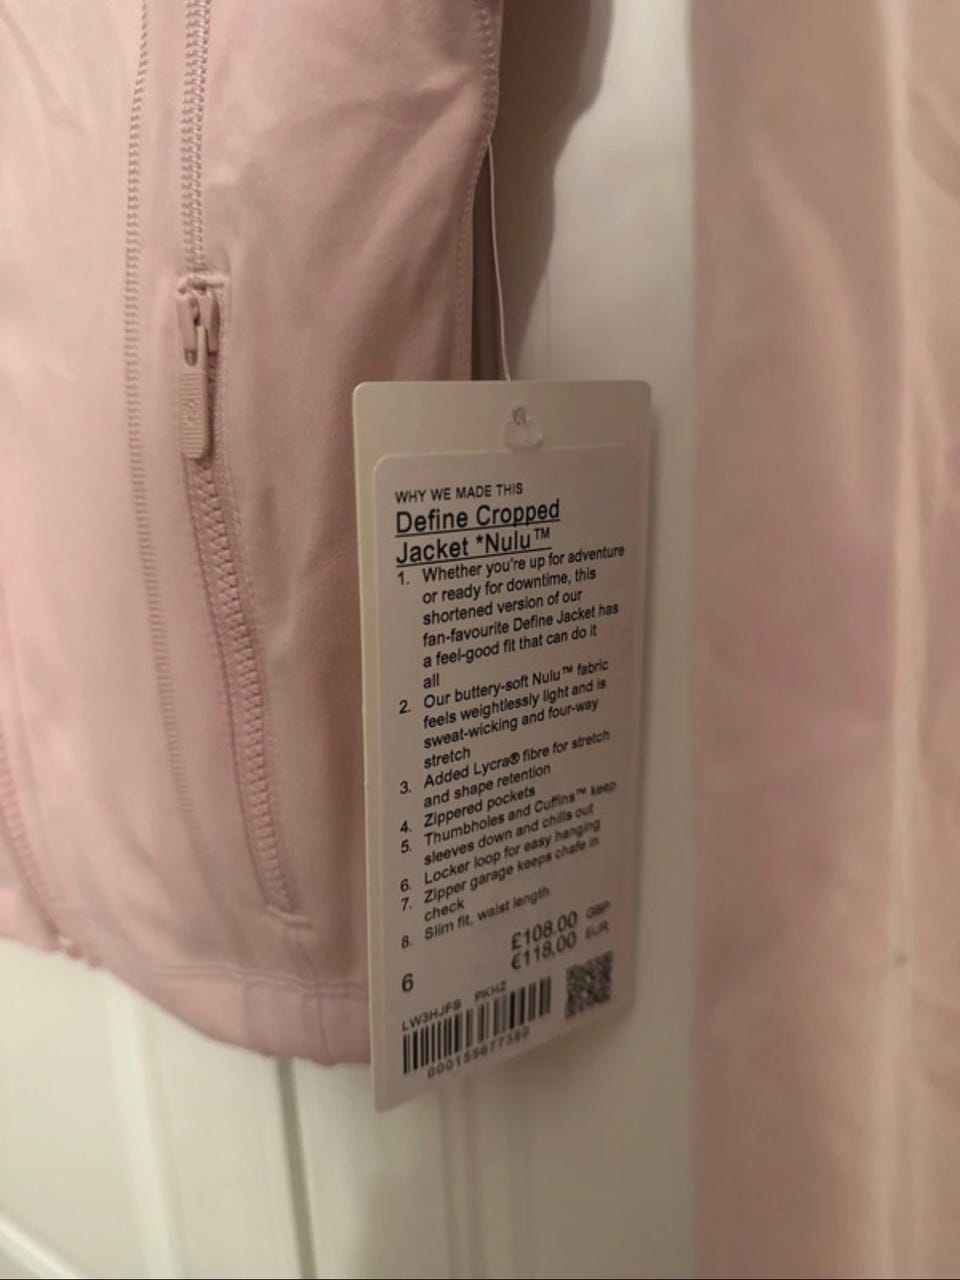 WHY WE MADE THIS
Define Cropped
Jacket *Nulu™
1. Whether you're up for adventure
or ready for downtime, this
shortened version of our
fan-favourite Define Jacket has
a feel-good fit that can do it
all
2. Our buttery-soft Nulu™ fabric
feels weightlessly light and is
sweat-wicking and four-way
stretch
3. Added Lycra® fibre for stretch
and shape retention
4. Zippered pockets
5. Thumbholes and Cuffins™ keep
sleeves down and chills out
6. Locker loop for easy hanging
7. Zipper garage keeps chafe in
check
8. Slim fit, waist length
£108.00 GBP
€118.00 EUR
6
LW3HJFS PKHZ
000155677380